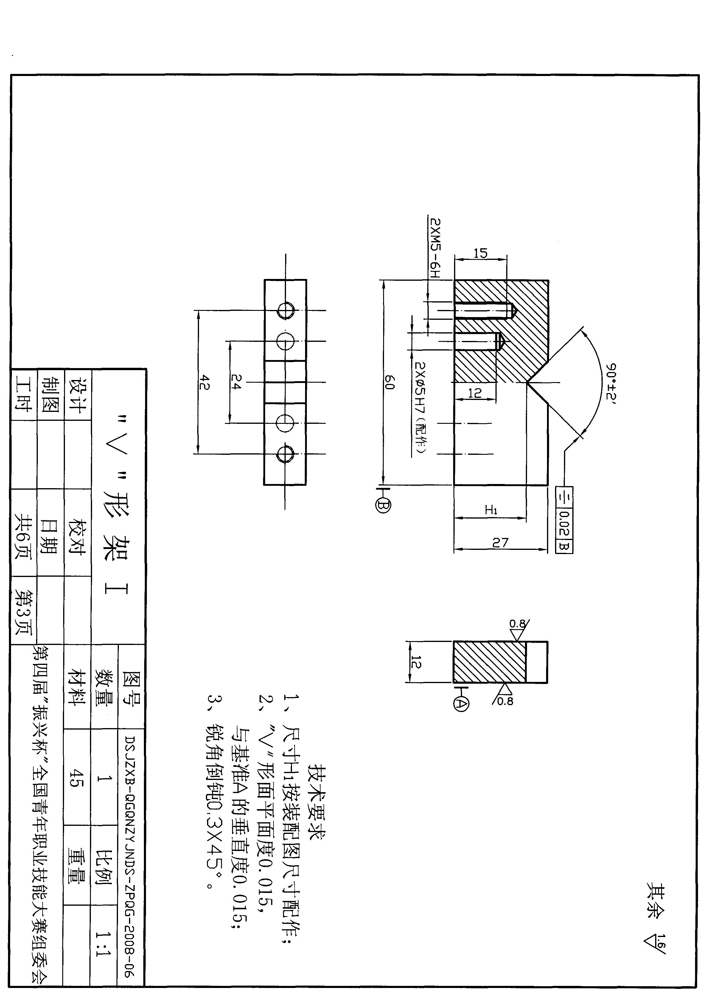 其余 1.6
90°±2′
⌯ 0.02 B
15
2XM5-6H
2XØ5H7(配作)
12
H₁
27
60
B
0.8
0.8
12
A
24
42
技术要求
1、尺寸H₁按装配图尺寸配作；
2、"V"形面平面度0.015,
与基准A的垂直度0.015;
3、锐角倒钝0.3X45°。
"V"形架 I
图号 DSJZXB-QGQNZYJNDS-ZPQG-2008-06
数量 1 比例 1:1
设计 校对 材料 45 重量
制图 日期
工时 共6页 第3页
第四届"振兴杯"全国青年职业技能大赛组委会